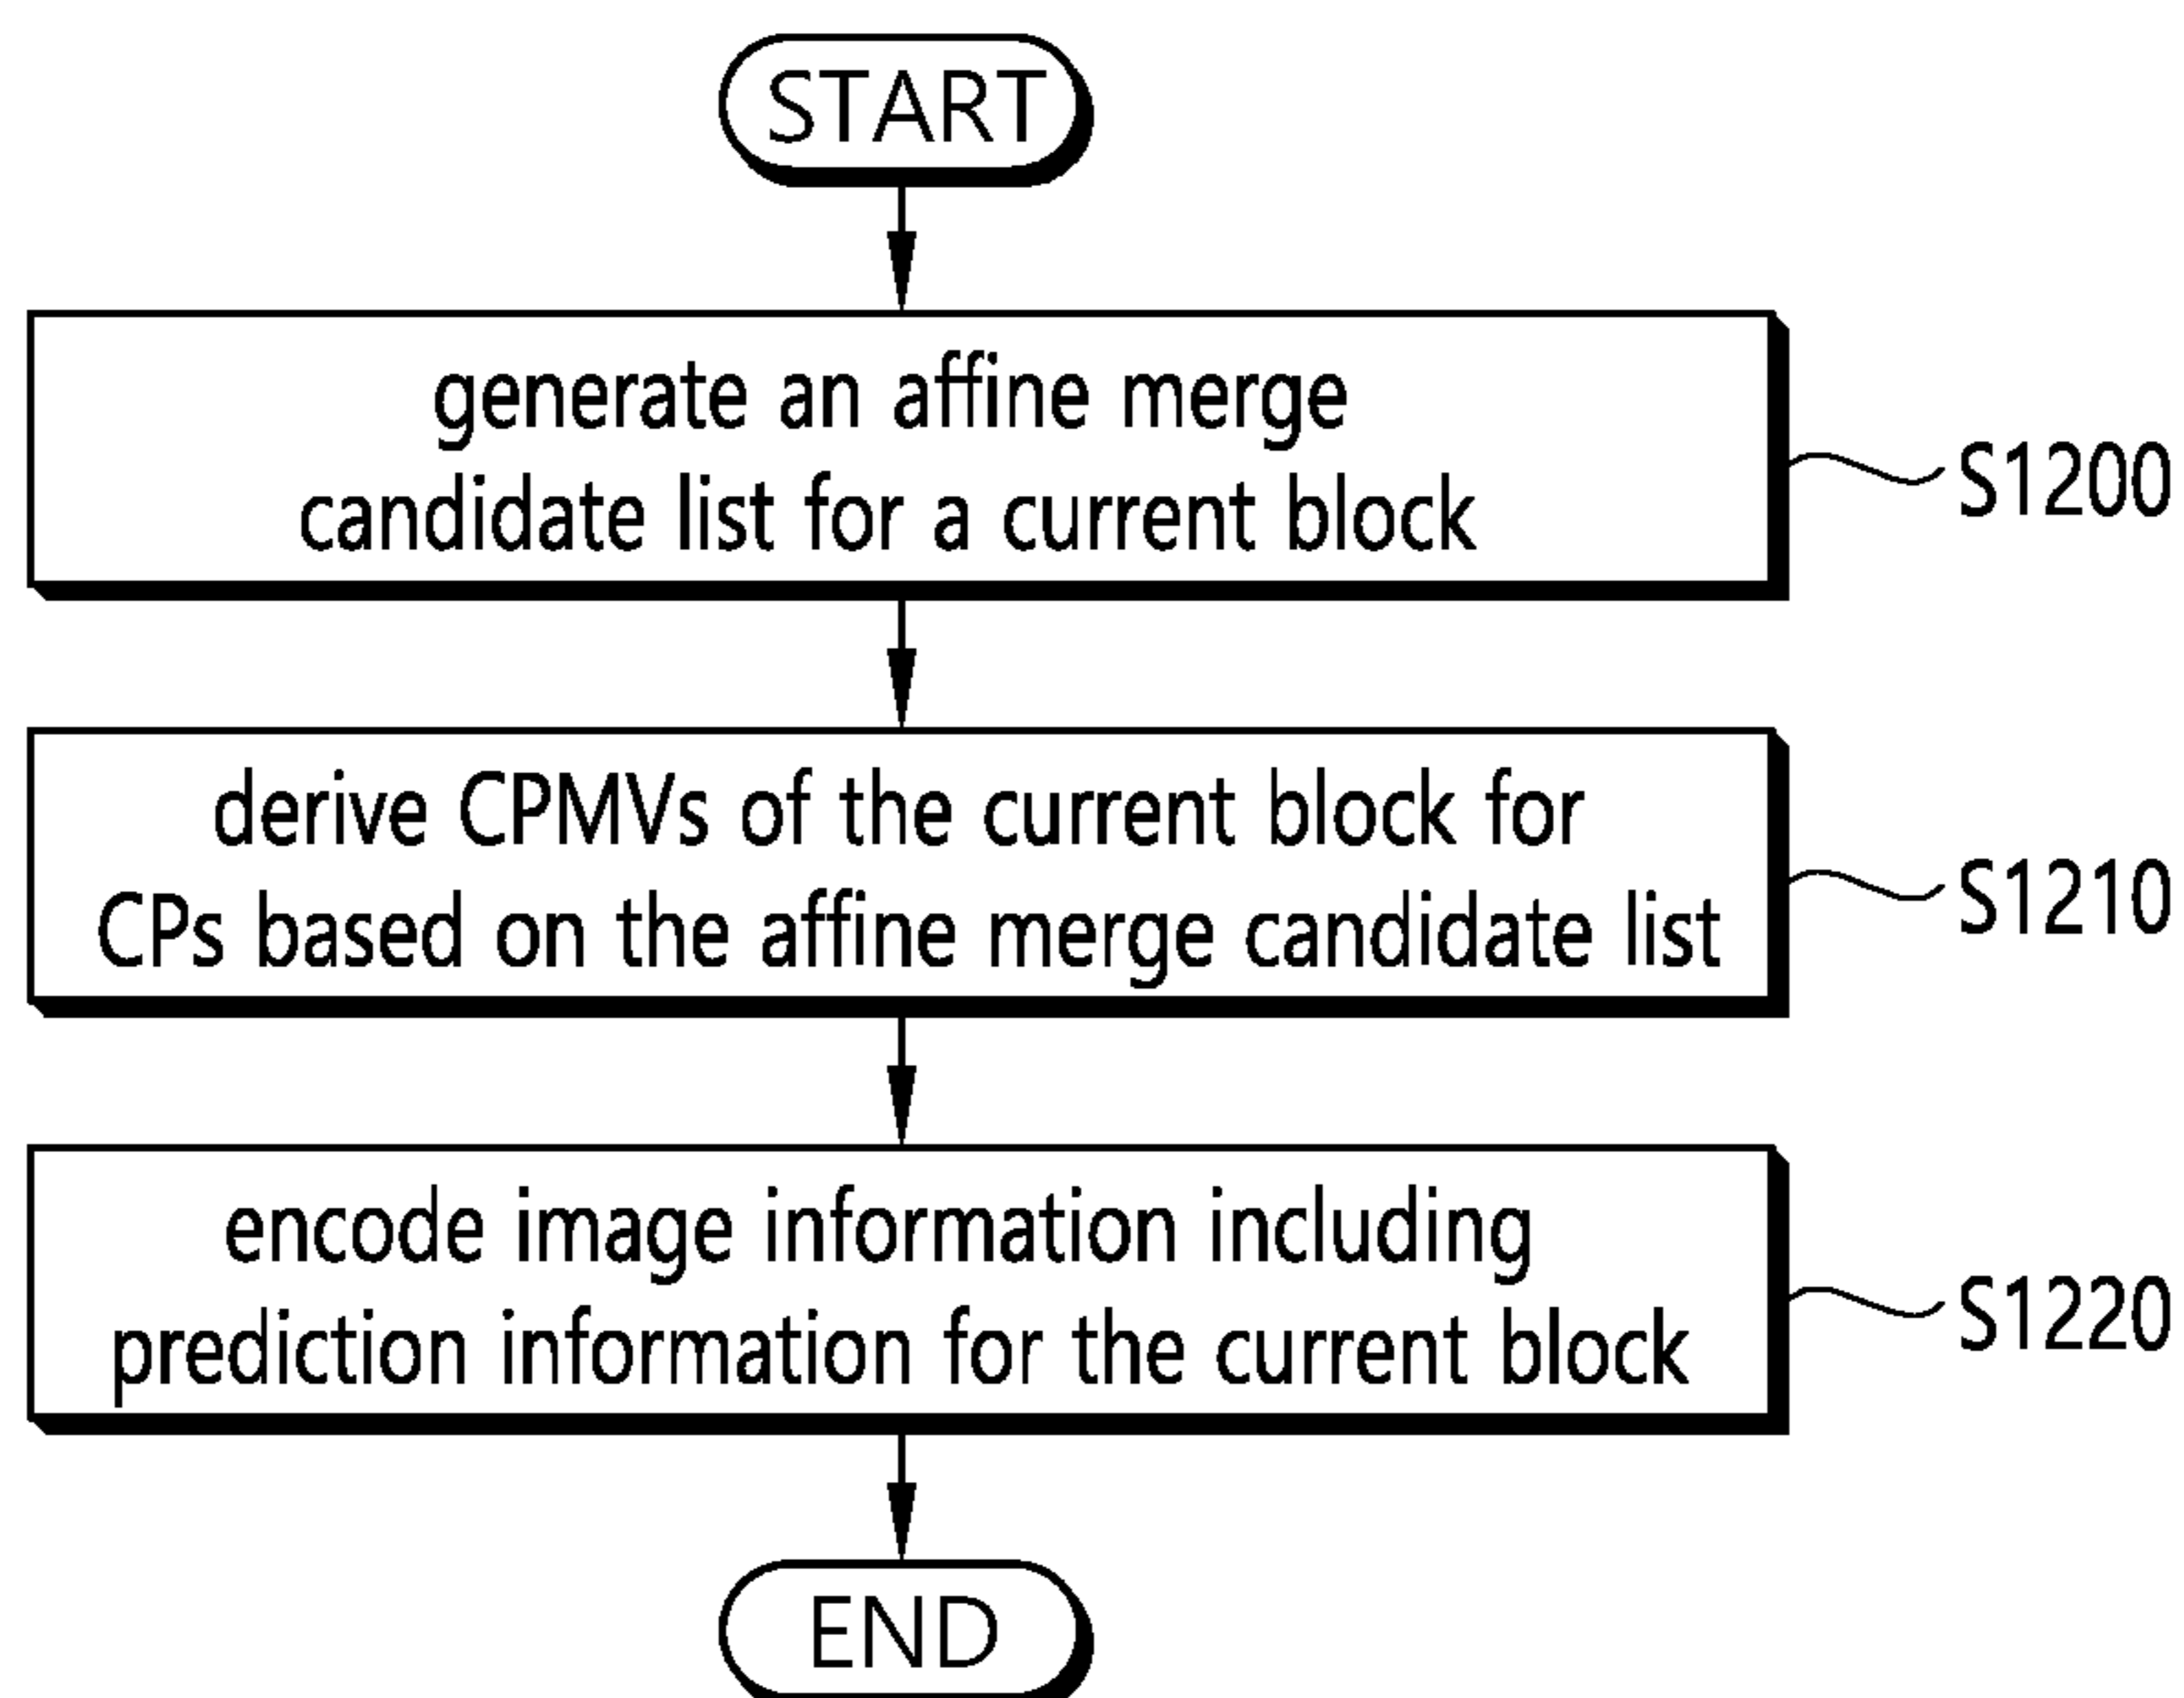 START
generate an affine merge
candidate list for a current block
S1200
derive CPMVs of the current block for
CPs based on the affine merge candidate list
S1210
encode image information including
prediction information for the current block
S1220
END